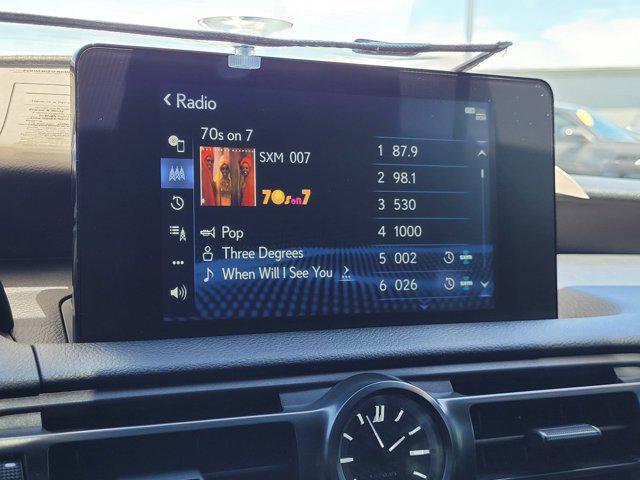 Radio
70s on 7
SXM 007
70s on 7
Pop
Three Degrees
When Will I See You
1 87.9
2 98.1
3 530
4 1000
5 002
6 026
XII